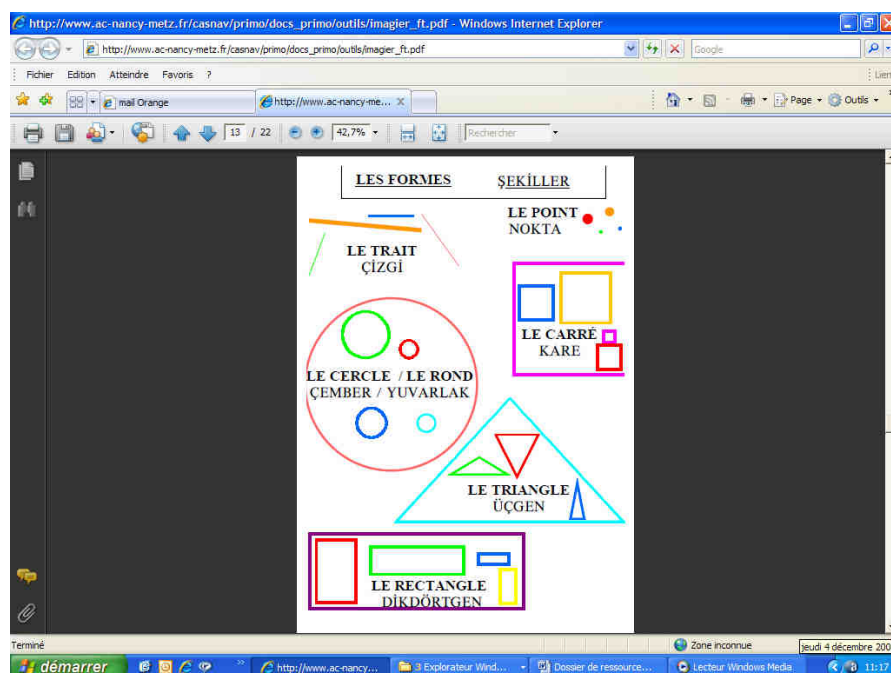 http://www.ac-nancy-metz.fr/casnav/primo/docs_primo/outils/imagier_ft.pdf - Windows Internet Explorer
http://www.ac-nancy-metz.fr/casnav/primo/docs_primo/outils/imagier_ft.pdf
Google
Fichier Edition Atteindre Favoris ?
mail Orange
http://www.ac-nancy-me...
Page
Outils
13 / 22
42,7%
Rechercher
LES FORMES ŞEKİLLER
LE POINT
NOKTA
LE TRAIT
ÇİZGİ
LE CARRÉ
KARE
LE CERCLE / LE ROND
ÇEMBER / YUVARLAK
LE TRIANGLE
ÜÇGEN
LE RECTANGLE
DİKDÖRTGEN
Terminé
Zone inconnue
jeudi 4 décembre 200
démarrer
http://www.ac-nancy...
3 Explorateur Wind...
Dossier de ressource...
Lecteur Windows Media
11:17